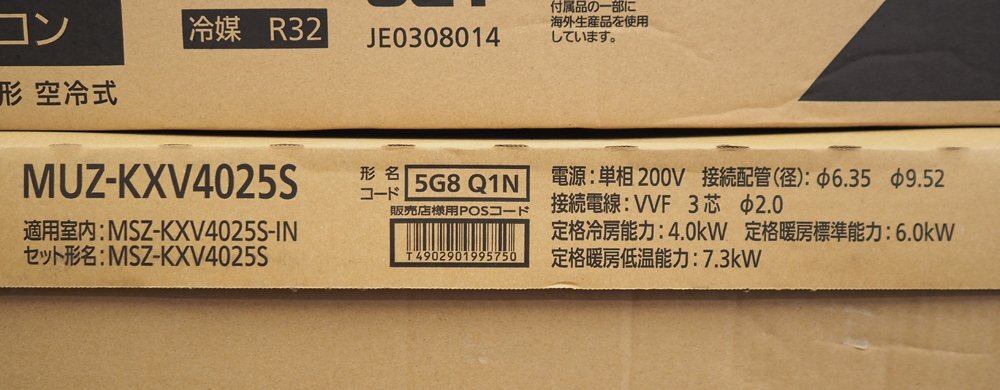 コン
冷媒 R32
JE0308014
付属品の一部に
海外生産品を使用
しています。
形 空冷式
MUZ-KXV4025S
適用室内：MSZ-KXV4025S-IN
セット形名：MSZ-KXV4025S
形名
コード
5G8 Q1N
販売店様用POSコード
T4902901995750
電源：単相200V 接続配管(径)：φ6.35 φ9.52
接続電線：VVF 3芯 φ2.0
定格冷房能力：4.0kW 定格暖房標準能力：6.0kW
定格暖房低温能力：7.3kW